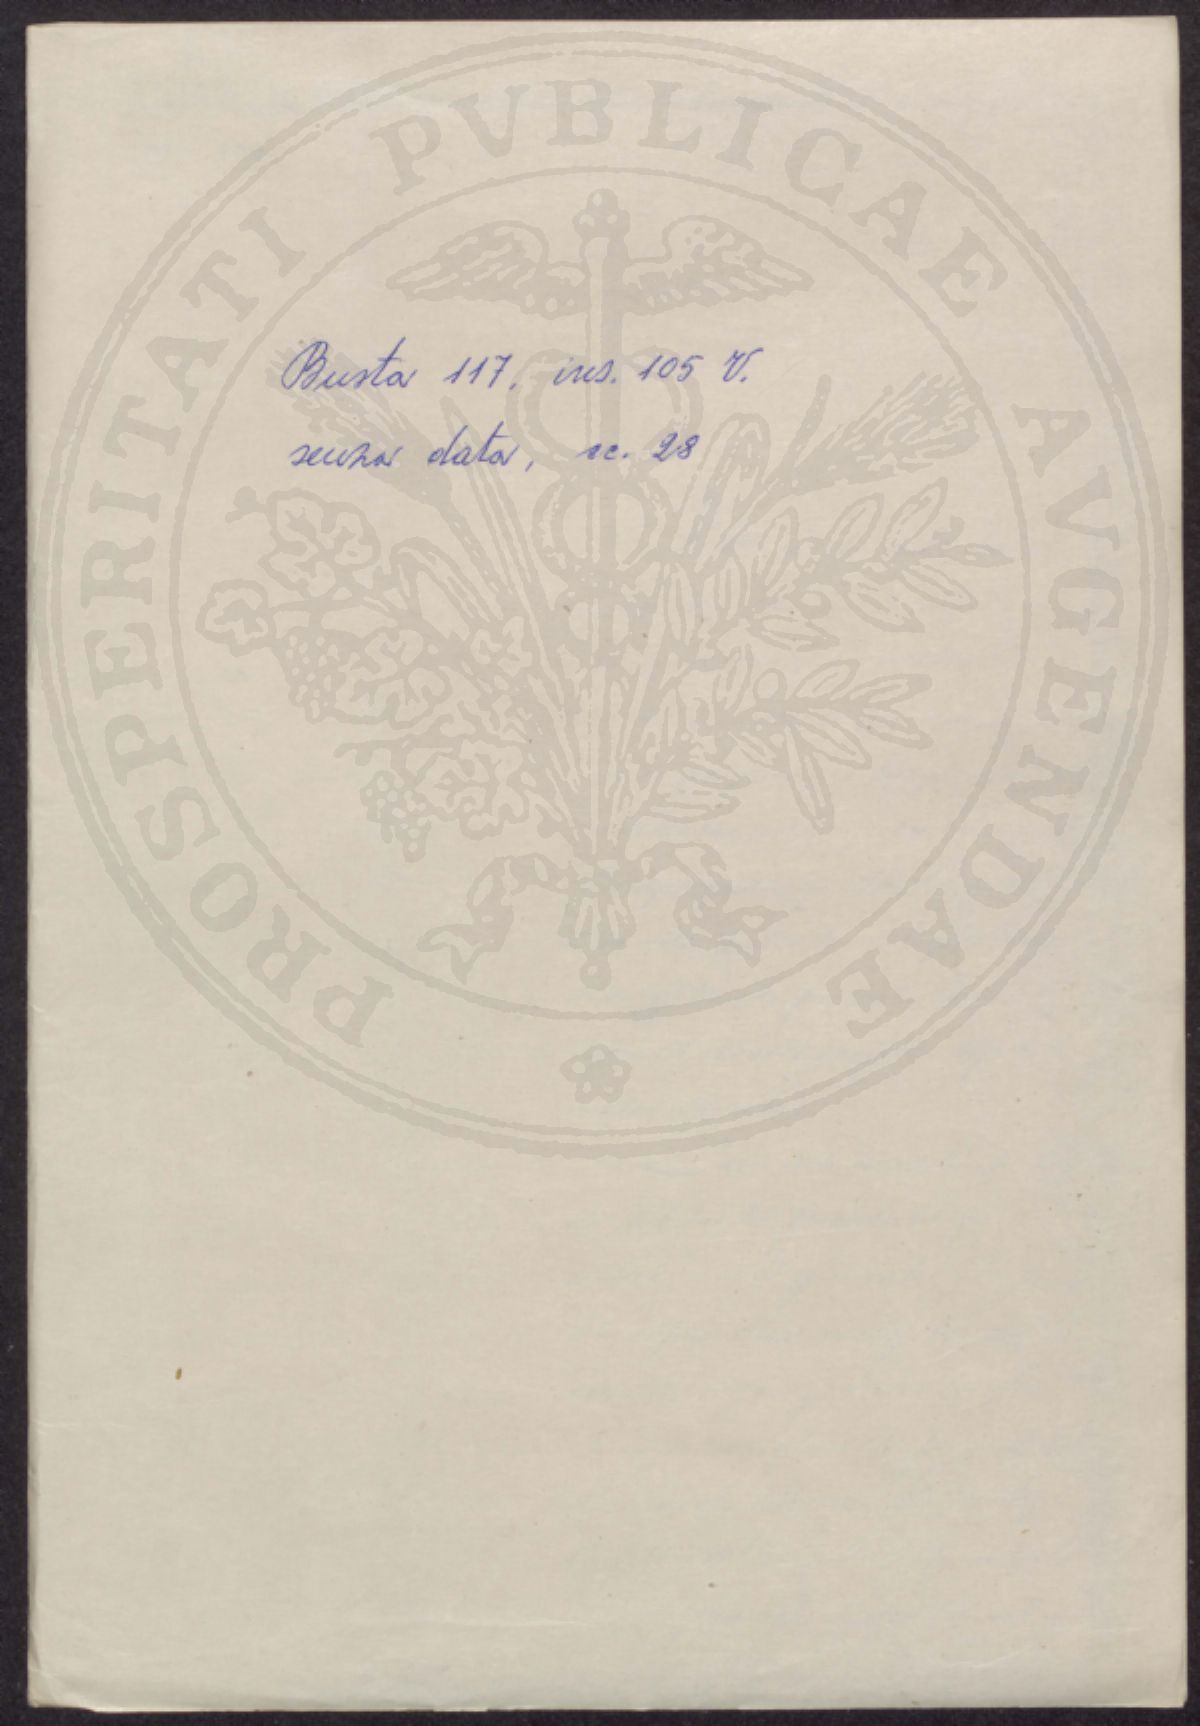 PROSPERITATI PVBLICAE AVGENDAE
Busta 117, ins. 105 V.
senza data, cc. 28